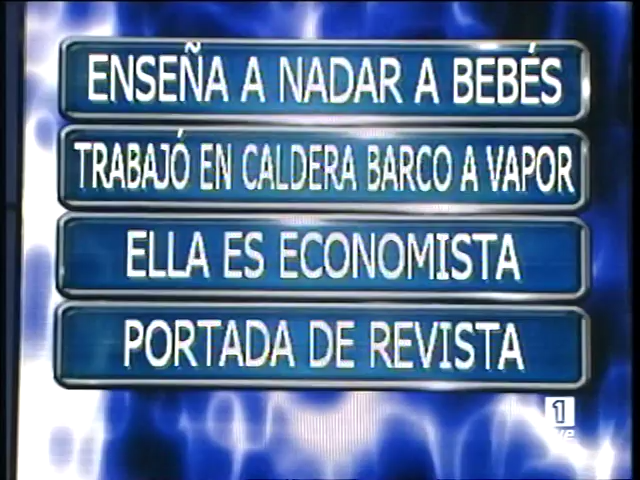 ENSEÑA A NADAR A BEBÉS
TRABAJÓ EN CALDERA BARCO A VAPOR
ELLA ES ECONOMISTA
PORTADA DE REVISTA
1